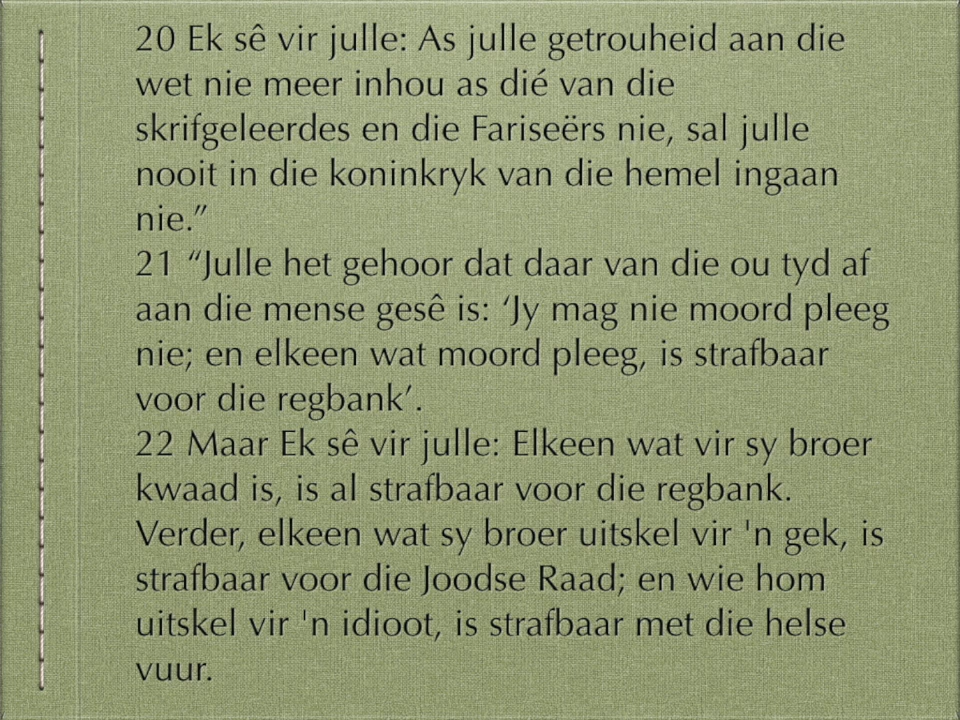 20 Ek sê vir julle: As julle getrouheid aan die
wet nie meer inhou as dié van die
skrifgeleerdes en die Fariseërs nie, sal julle
nooit in die koninkryk van die hemel ingaan
nie.”
21 “Julle het gehoor dat daar van die ou tyd af
aan die mense gesê is: ‘Jy mag nie moord pleeg
nie; en elkeen wat moord pleeg, is strafbaar
voor die regbank’.
22 Maar Ek sê vir julle: Elkeen wat vir sy broer
kwaad is, is al strafbaar voor die regbank.
Verder, elkeen wat sy broer uitskel vir 'n gek, is
strafbaar voor die Joodse Raad; en wie hom
uitskel vir 'n idioot, is strafbaar met die helse
vuur.